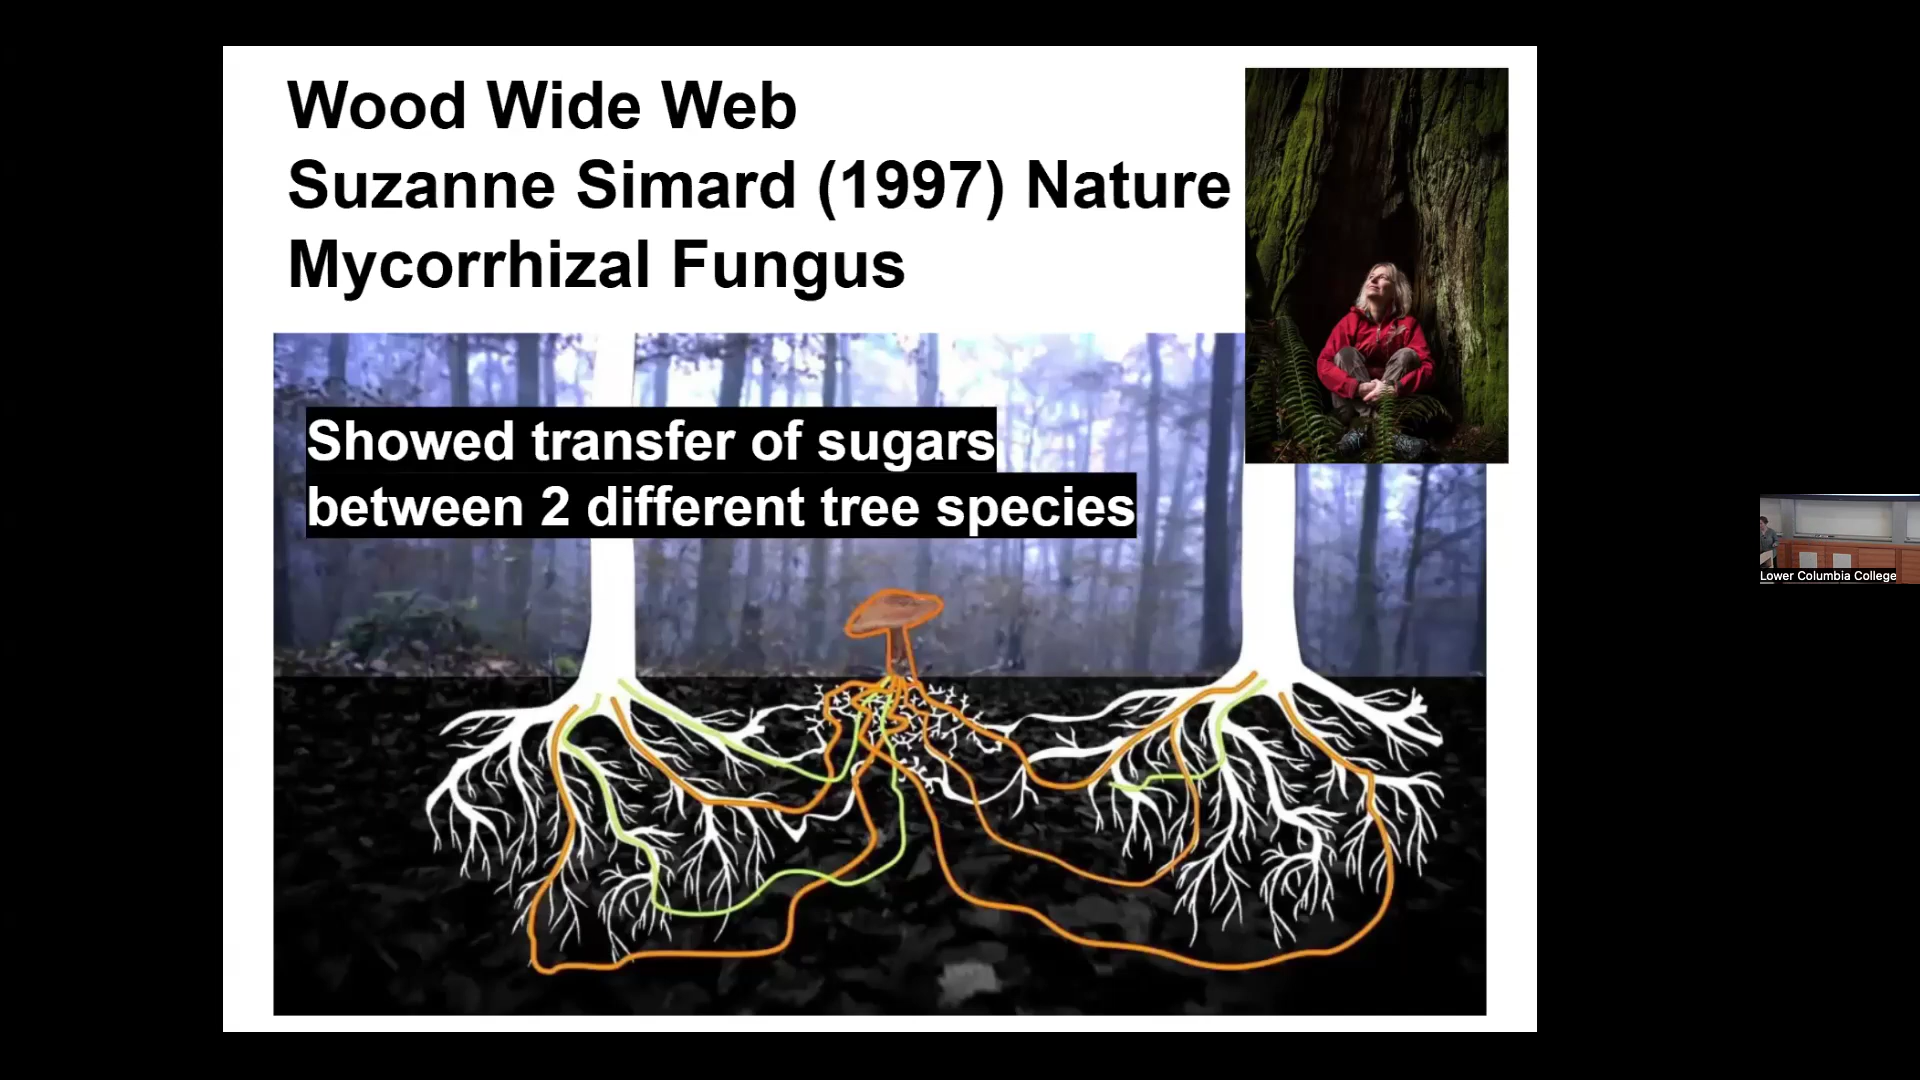 Wood Wide Web
Suzanne Simard (1997) Nature
Mycorrhizal Fungus
Showed transfer of sugars
between 2 different tree species
Lower Columbia College